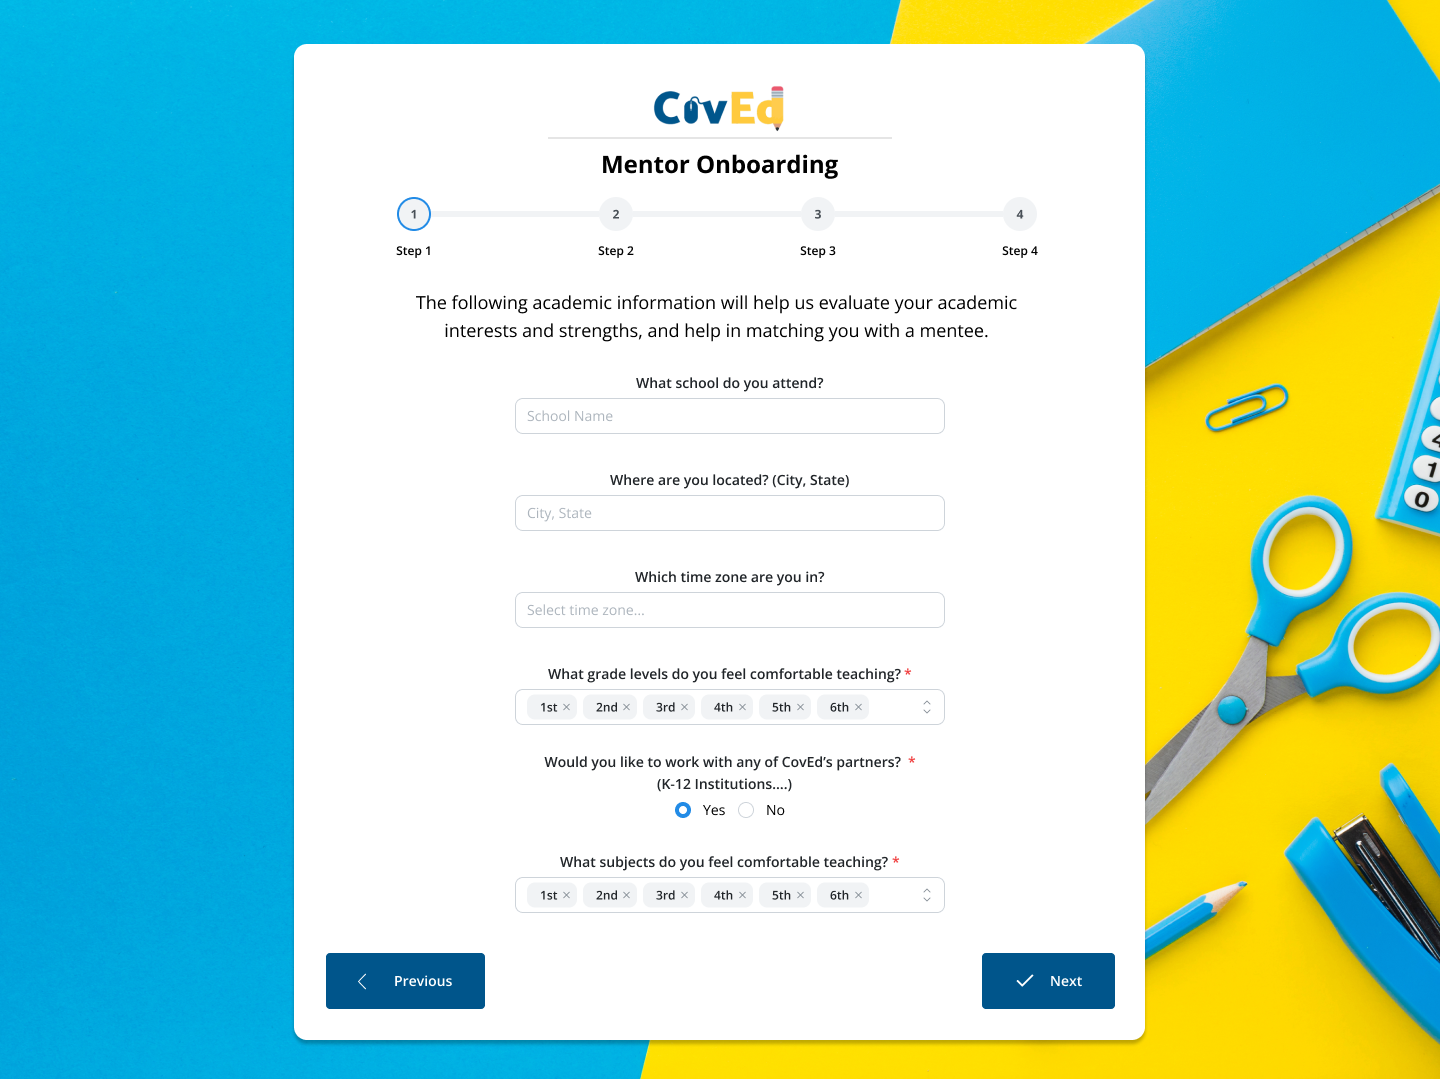 CovEd
Mentor Onboarding
1 2 3 4
Step 1 Step 2 Step 3 Step 4
The following academic information will help us evaluate your academic
interests and strengths, and help in matching you with a mentee.
What school do you attend?
School Name
Where are you located? (City, State)
City, State
Which time zone are you in?
Select time zone...
What grade levels do you feel comfortable teaching? *
1st × 2nd × 3rd × 4th × 5th × 6th ×
Would you like to work with any of CovEd’s partners? *
(K-12 Institutions....)
Yes No
What subjects do you feel comfortable teaching? *
1st × 2nd × 3rd × 4th × 5th × 6th ×
Previous Next
4
1
0